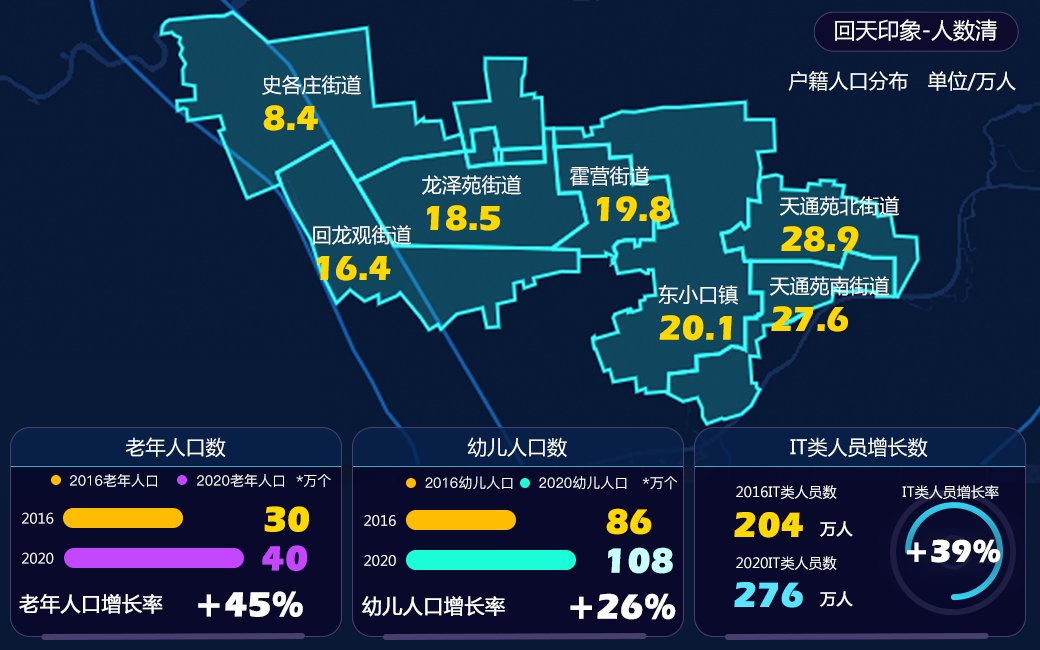 回天印象-人数清
户籍人口分布 单位/万人
史各庄街道
8.4
龙泽苑街道
18.5
霍营街道
19.8
天通苑北街道
28.9
回龙观街道
16.4
天通苑南街道
27.6
东小口镇
20.1
老年人口数
2016老年人口 2020老年人口 *万个
2016 30
2020 40
老年人口增长率 +45%
幼儿人口数
2016幼儿人口 2020幼儿人口 *万个
2016 86
2020 108
幼儿人口增长率 +26%
IT类人员增长数
2016IT类人员数
204 万人
2020IT类人员数
276 万人
IT类人员增长率
+39%